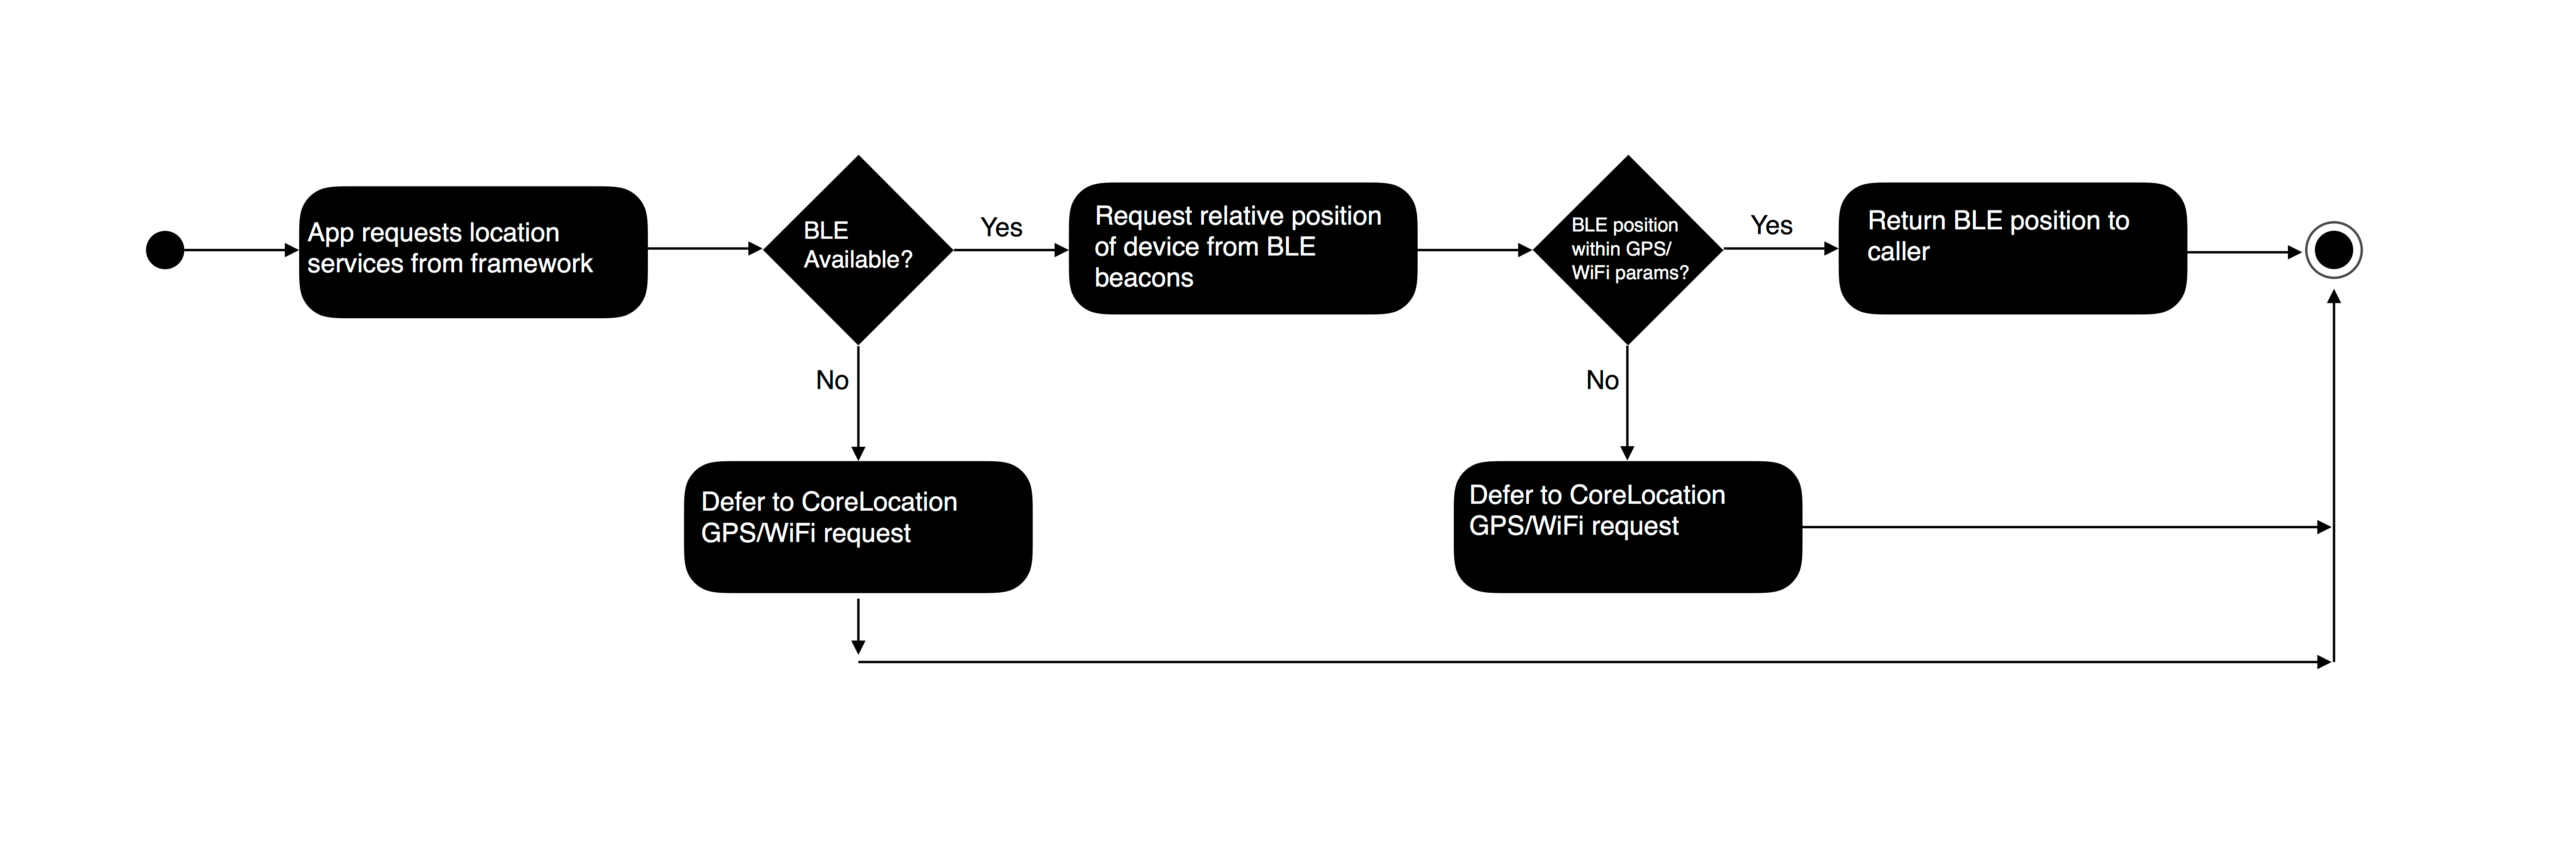 App requests location
services from framework
BLE
Available?
Yes
Request relative position
of device from BLE
beacons
BLE position
within GPS/
WiFi params?
Yes
Return BLE position to
caller
No
No
Defer to CoreLocation
GPS/WiFi request
Defer to CoreLocation
GPS/WiFi request